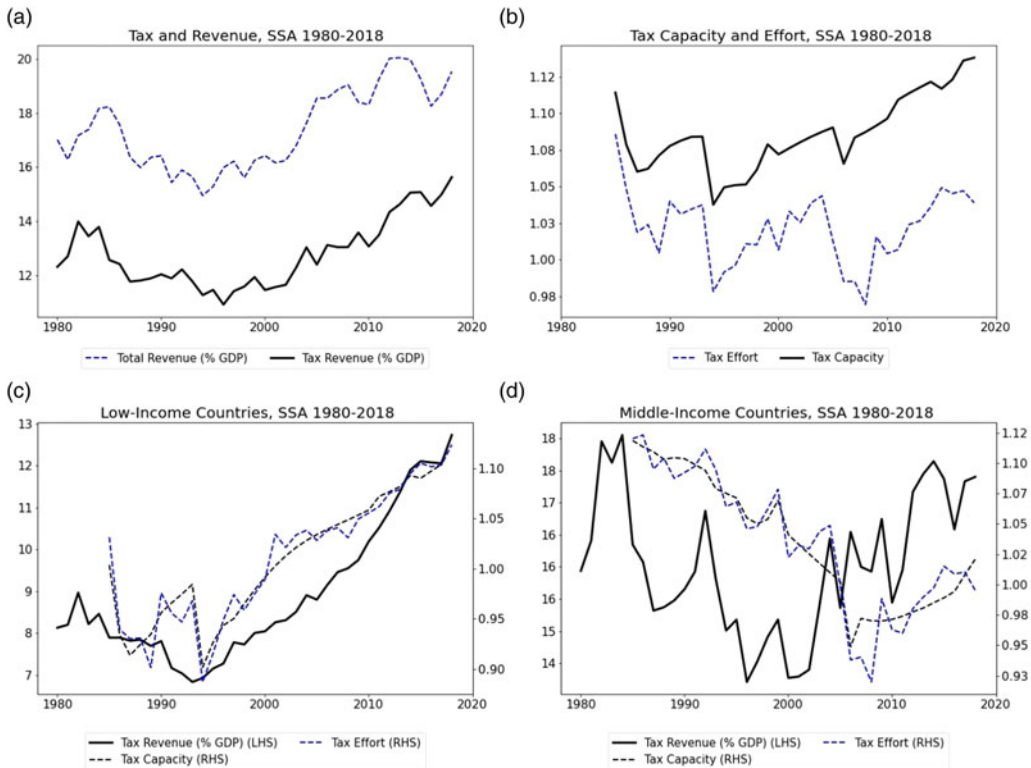 (a)
Tax and Revenue, SSA 1980-2018
20
18
16
14
12
1980 1990 2000 2010 2020
Total Revenue (% GDP) Tax Revenue (% GDP)
(b)
Tax Capacity and Effort, SSA 1980-2018
1.12
1.10
1.08
1.05
1.03
1.00
0.98
1980 1990 2000 2010 2020
Tax Effort Tax Capacity
(c)
Low-Income Countries, SSA 1980-2018
13
12
11
10
9
8
7
1.10
1.05
1.00
0.95
0.90
1980 1990 2000 2010 2020
Tax Revenue (% GDP) (LHS) Tax Effort (RHS)
Tax Capacity (RHS)
(d)
Middle-Income Countries, SSA 1980-2018
18
18
17
16
16
16
15
14
1.12
1.10
1.07
1.05
1.02
1.00
0.98
0.95
0.93
1980 1990 2000 2010 2020
Tax Revenue (% GDP) (LHS) Tax Effort (RHS)
Tax Capacity (RHS)